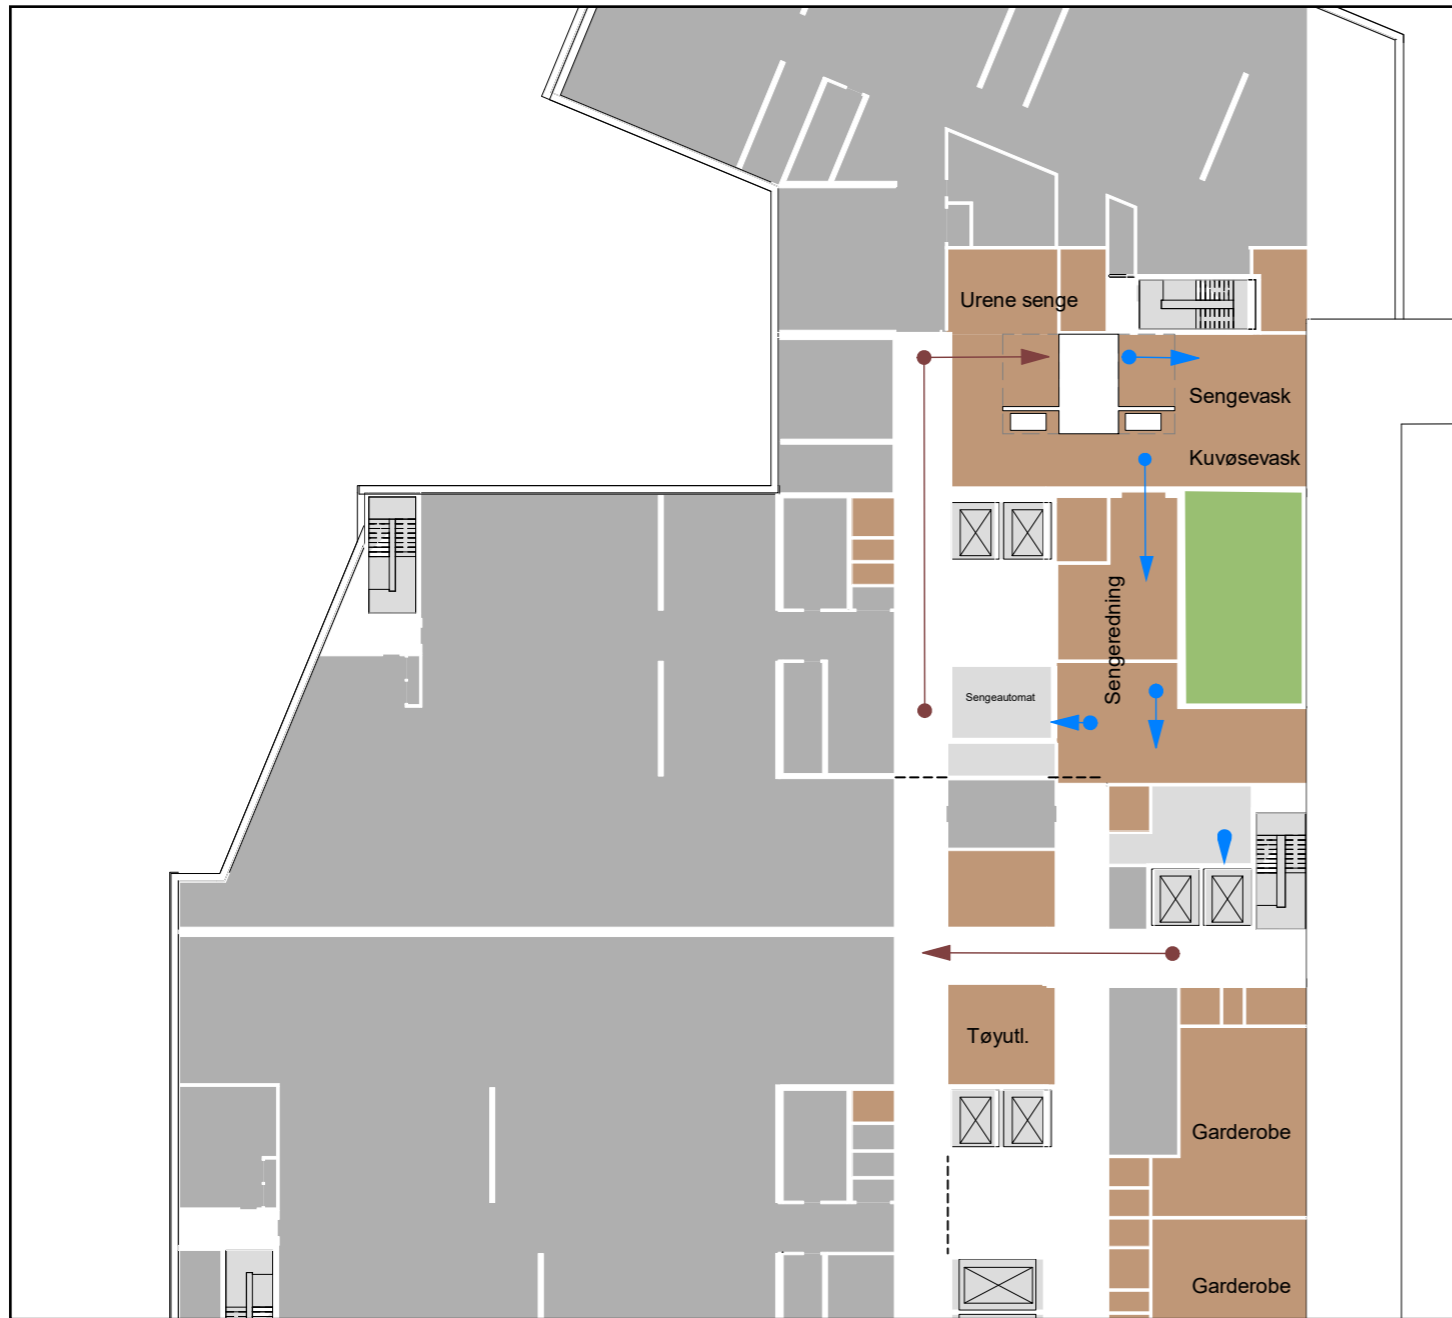 Urene senge
Sengevask
Kuvøsevask
Sengeredning
Sengeautomat
Tøyutl.
Garderobe
Garderobe